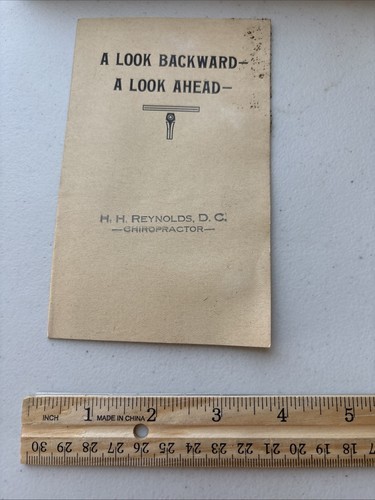 A LOOK BACKWARD—
A LOOK AHEAD—
H. H. REYNOLDS, D. C.
—CHIROPRACTOR—
INCH 1 MADE IN CHINA 2 3 4 5
30 29 28 27 26 25 24 23 22 21 20 19 18 17